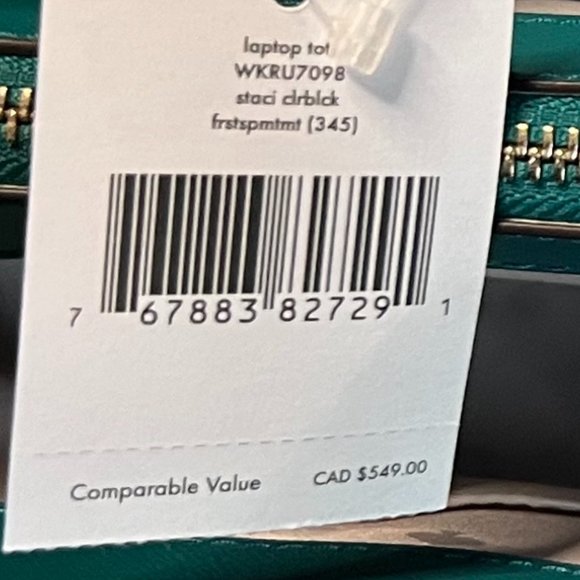 laptop tot
WKRU7098
staci clrblck
frstspmtmt (345)
7 67883 82729 1
Comparable Value CAD $549.00